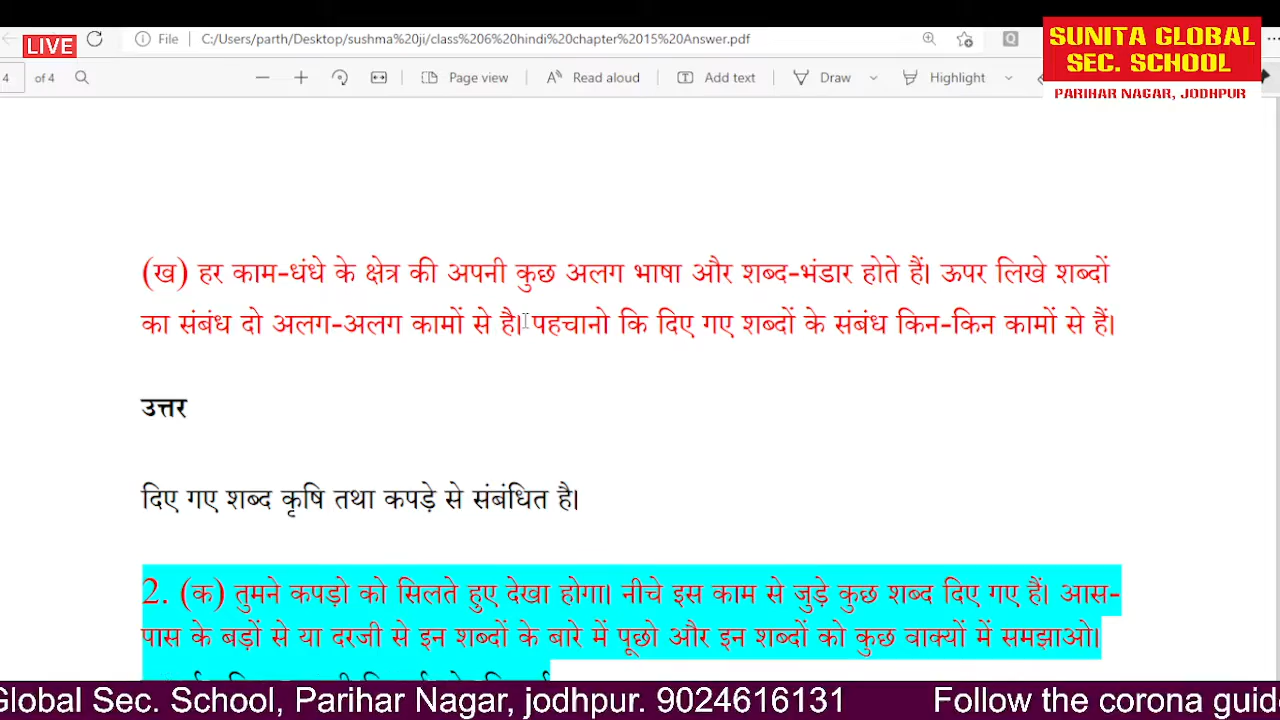 LIVE
File C:/Users/parth/Desktop/sushma%20ji/class%206%20hindi%20chapter%2015%20Answer.pdf
SUNITA GLOBAL
SEC. SCHOOL
PARIHAR NAGAR, JODHPUR
4 of 4 Page view Read aloud Add text Draw Highlight
(ख) हर काम-धंधे के क्षेत्र की अपनी कुछ अलग भाषा और शब्द-भंडार होते हैं। ऊपर लिखे शब्दों
का संबंध दो अलग-अलग कामों से है। पहचानो कि दिए गए शब्दों के संबंध किन-किन कामों से हैं।
उत्तर
दिए गए शब्द कृषि तथा कपड़े से संबंधित है।
2. (क) तुमने कपड़ो को सिलते हुए देखा होगा। नीचे इस काम से जुड़े कुछ शब्द दिए गए हैं। आस-
पास के बड़ों से या दरजी से इन शब्दों के बारे में पूछो और इन शब्दों को कुछ वाक्यों में समझाओ।
Global Sec. School, Parihar Nagar, jodhpur. 9024616131 Follow the corona guid